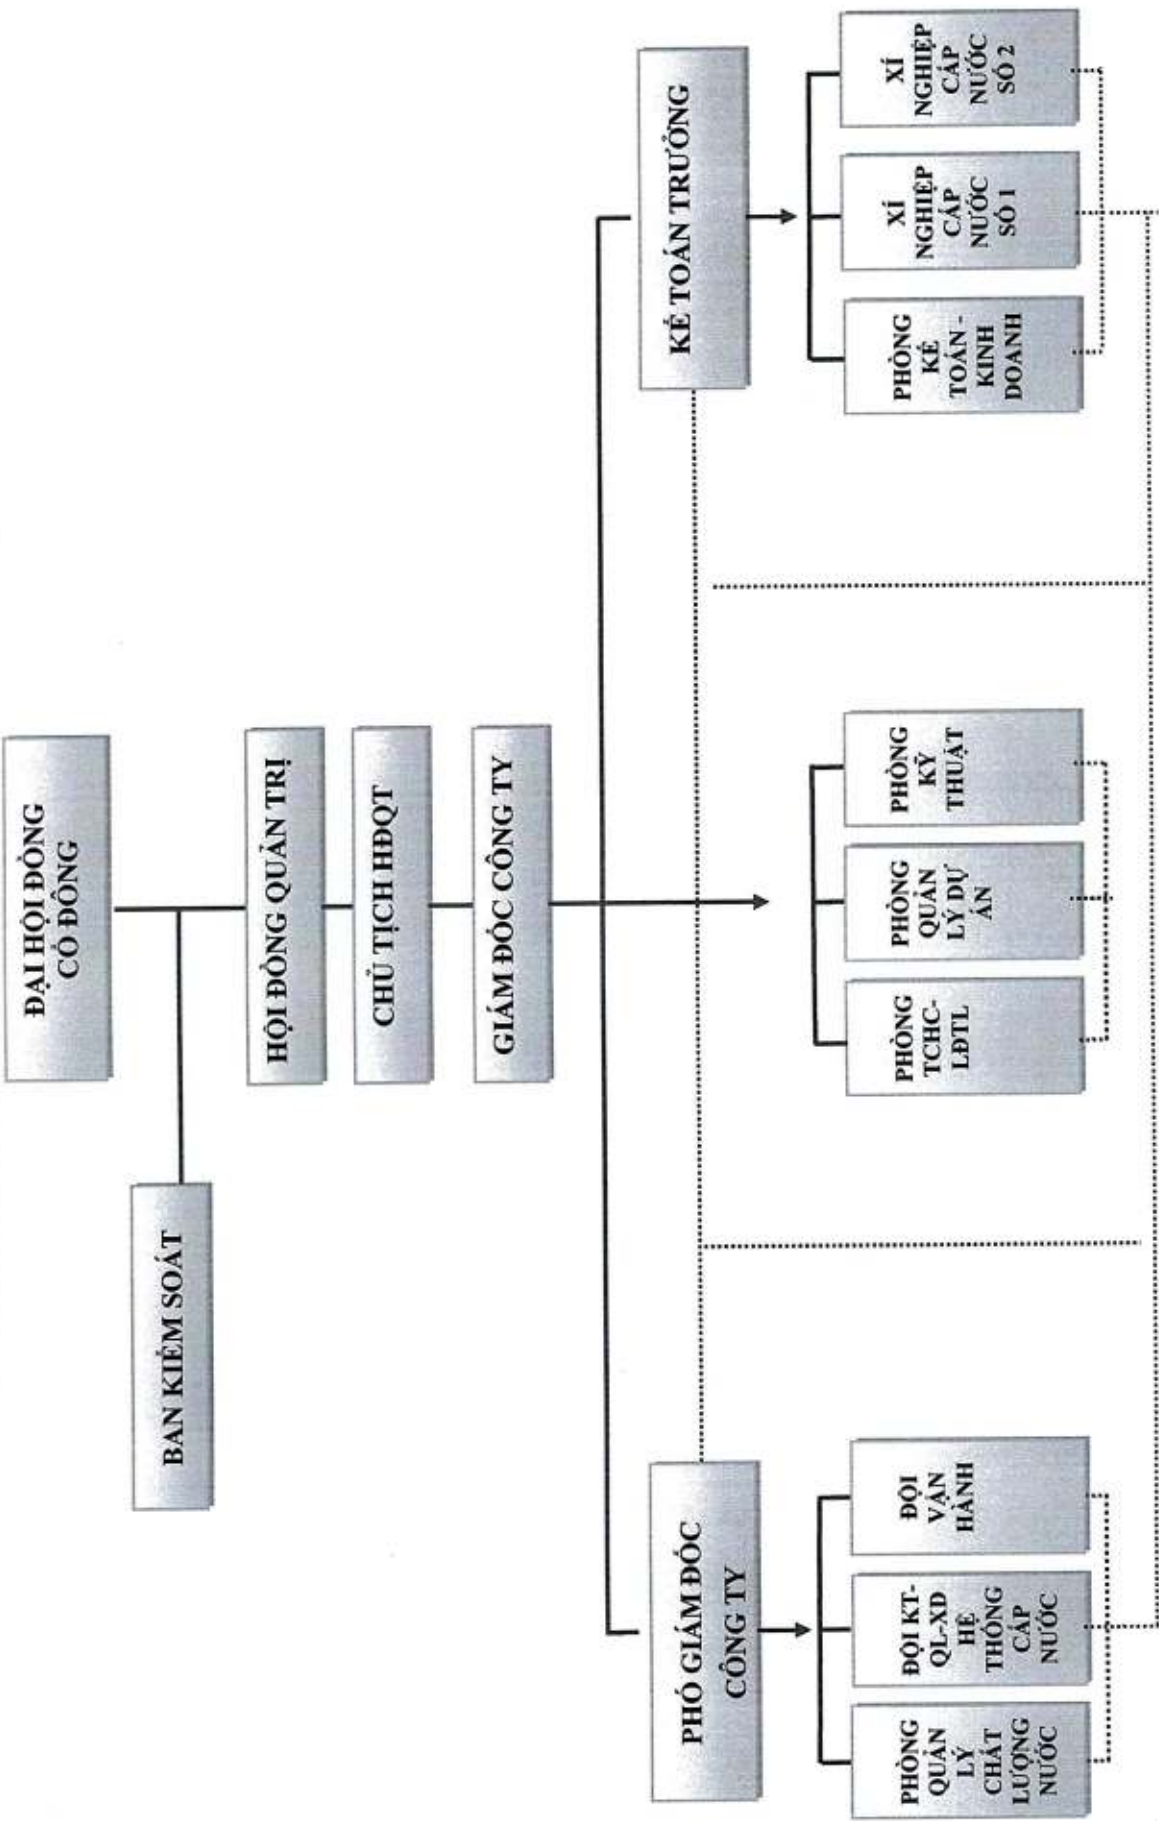 ĐẠI HỘI ĐỒNG
CỔ ĐÔNG
BAN KIỂM SOÁT
HỘI ĐỒNG QUẢN TRỊ
CHỦ TỊCH HĐQT
GIÁM ĐỐC CÔNG TY
PHÓ GIÁM ĐỐC
CÔNG TY
KẾ TOÁN TRƯỞNG
PHÒNG
QUẢN
LÝ
CHẤT
LƯỢNG
NƯỚC
ĐỘI KT-
QL-XD
HỆ
THỐNG
CẤP
NƯỚC
ĐỘI
VẬN
HÀNH
PHÒNG
TCHC-
LĐTL
PHÒNG
QUẢN
LÝ DỰ
ÁN
PHÒNG
KỸ
THUẬT
PHÒNG
KẾ
TOÁN -
KINH
DOANH
XÍ
NGHIỆP
CẤP
NƯỚC
SỐ 1
XÍ
NGHIỆP
CẤP
NƯỚC
SỐ 2